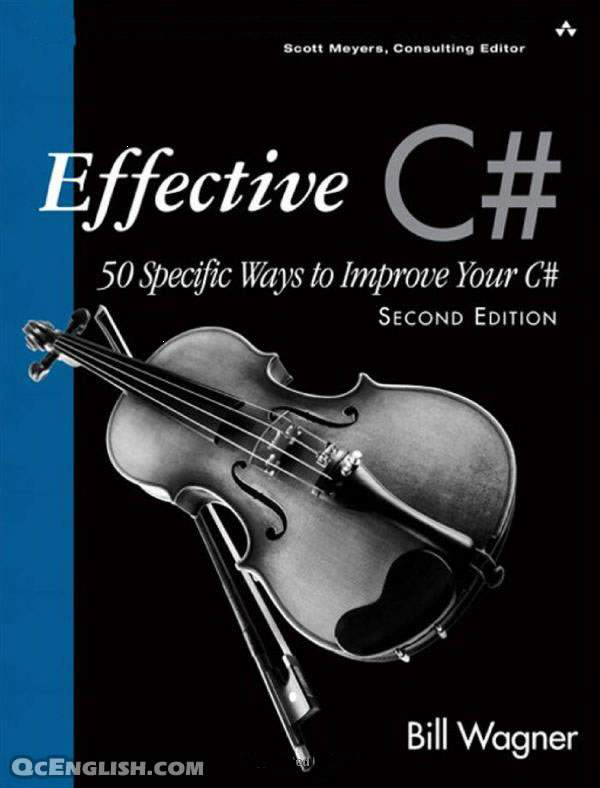 Scott Meyers, Consulting Editor
Effective C#
50 Specific Ways to Improve Your C#
SECOND EDITION
Bill Wagner
QCENGLISH.COM